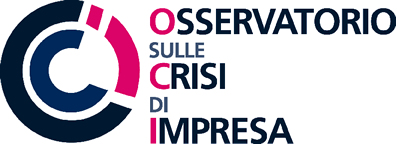 OSSERVATORIO
SULLE
CRISI
DI
IMPRESA